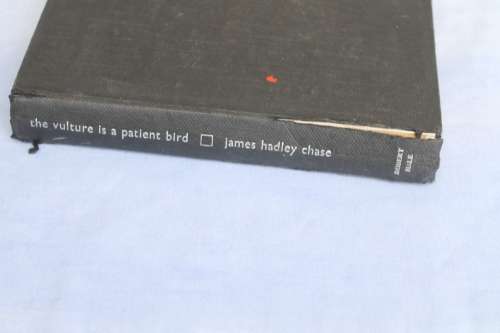 the vulture is a patient bird □ james hadley chase
ROBERT
HALE